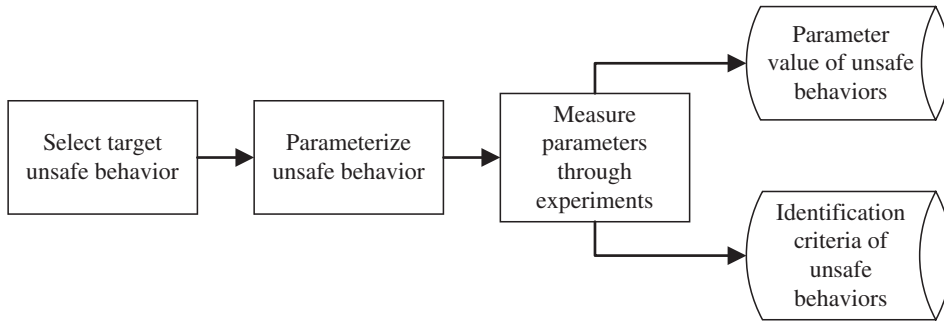 Select target
unsafe behavior
Parameterize
unsafe behavior
Measure
parameters
through
experiments
Parameter
value of unsafe
behaviors
Identification
criteria of
unsafe
behaviors